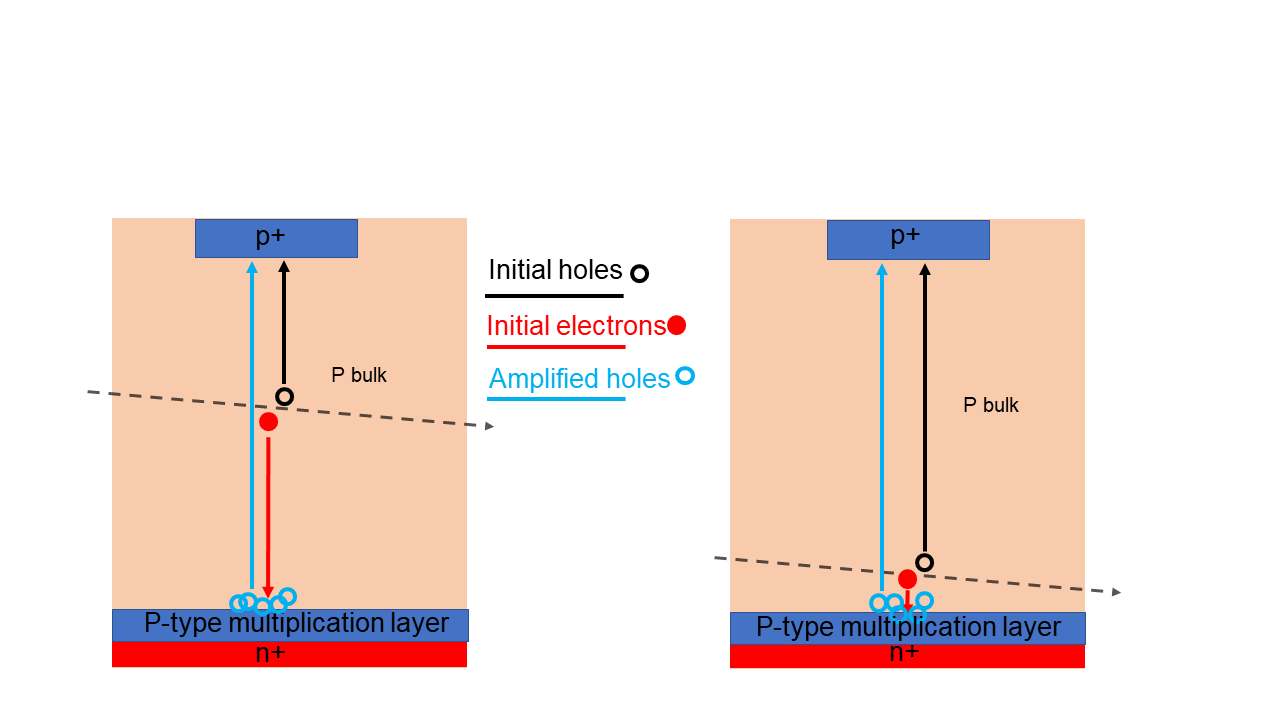 p+
P bulk
P-type multiplication layer
n+
Initial holes
Initial electrons
Amplified holes
p+
P bulk
P-type multiplication layer
n+